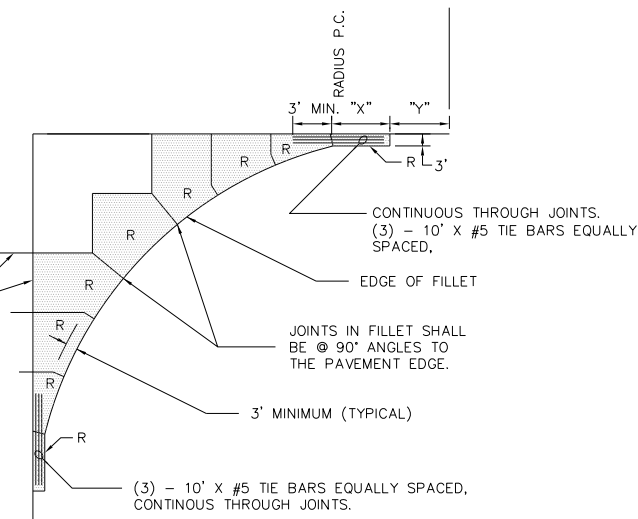 RADIUS P.C.
3' MIN. "X" "Y"
R
R 3'
R
R
R
R
R
R
R
CONTINUOUS THROUGH JOINTS.
(3) – 10' X #5 TIE BARS EQUALLY
SPACED,
EDGE OF FILLET
JOINTS IN FILLET SHALL
BE @ 90° ANGLES TO
THE PAVEMENT EDGE.
3' MINIMUM (TYPICAL)
R
(3) – 10' X #5 TIE BARS EQUALLY SPACED,
CONTINOUS THROUGH JOINTS.